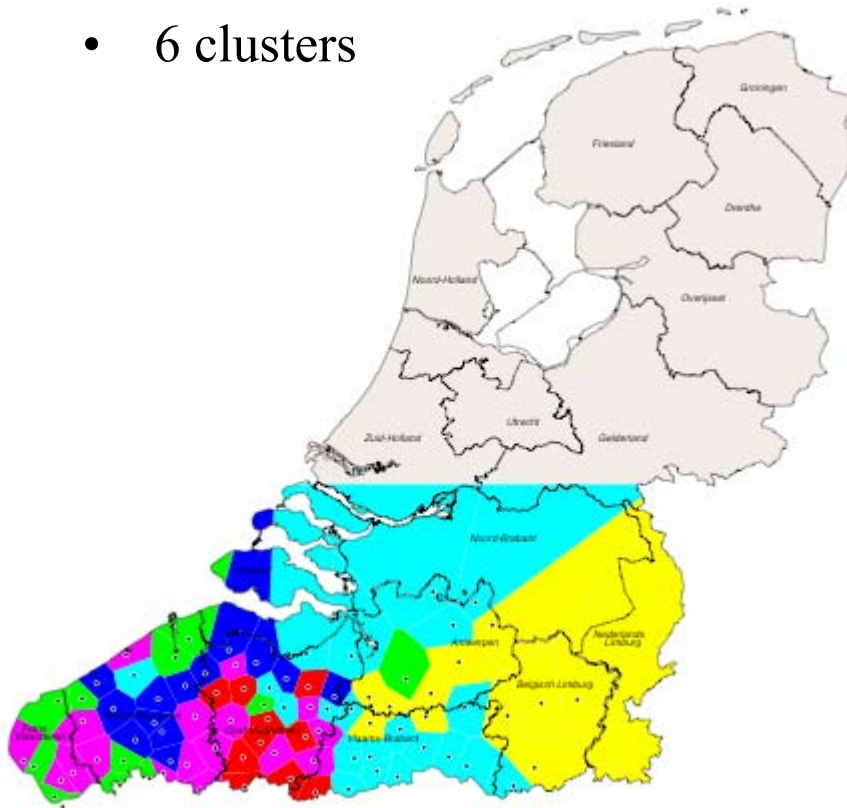 • 6 clusters
Groningen
Friesland
Drenthe
Noord-Holland
Overijssel
Utrecht
Zuid-Holland
Gelderland
Noord-Brabant
Antwerpen
Nederlands
Limburg
Belgisch-Limburg
Vlaams-Brabant